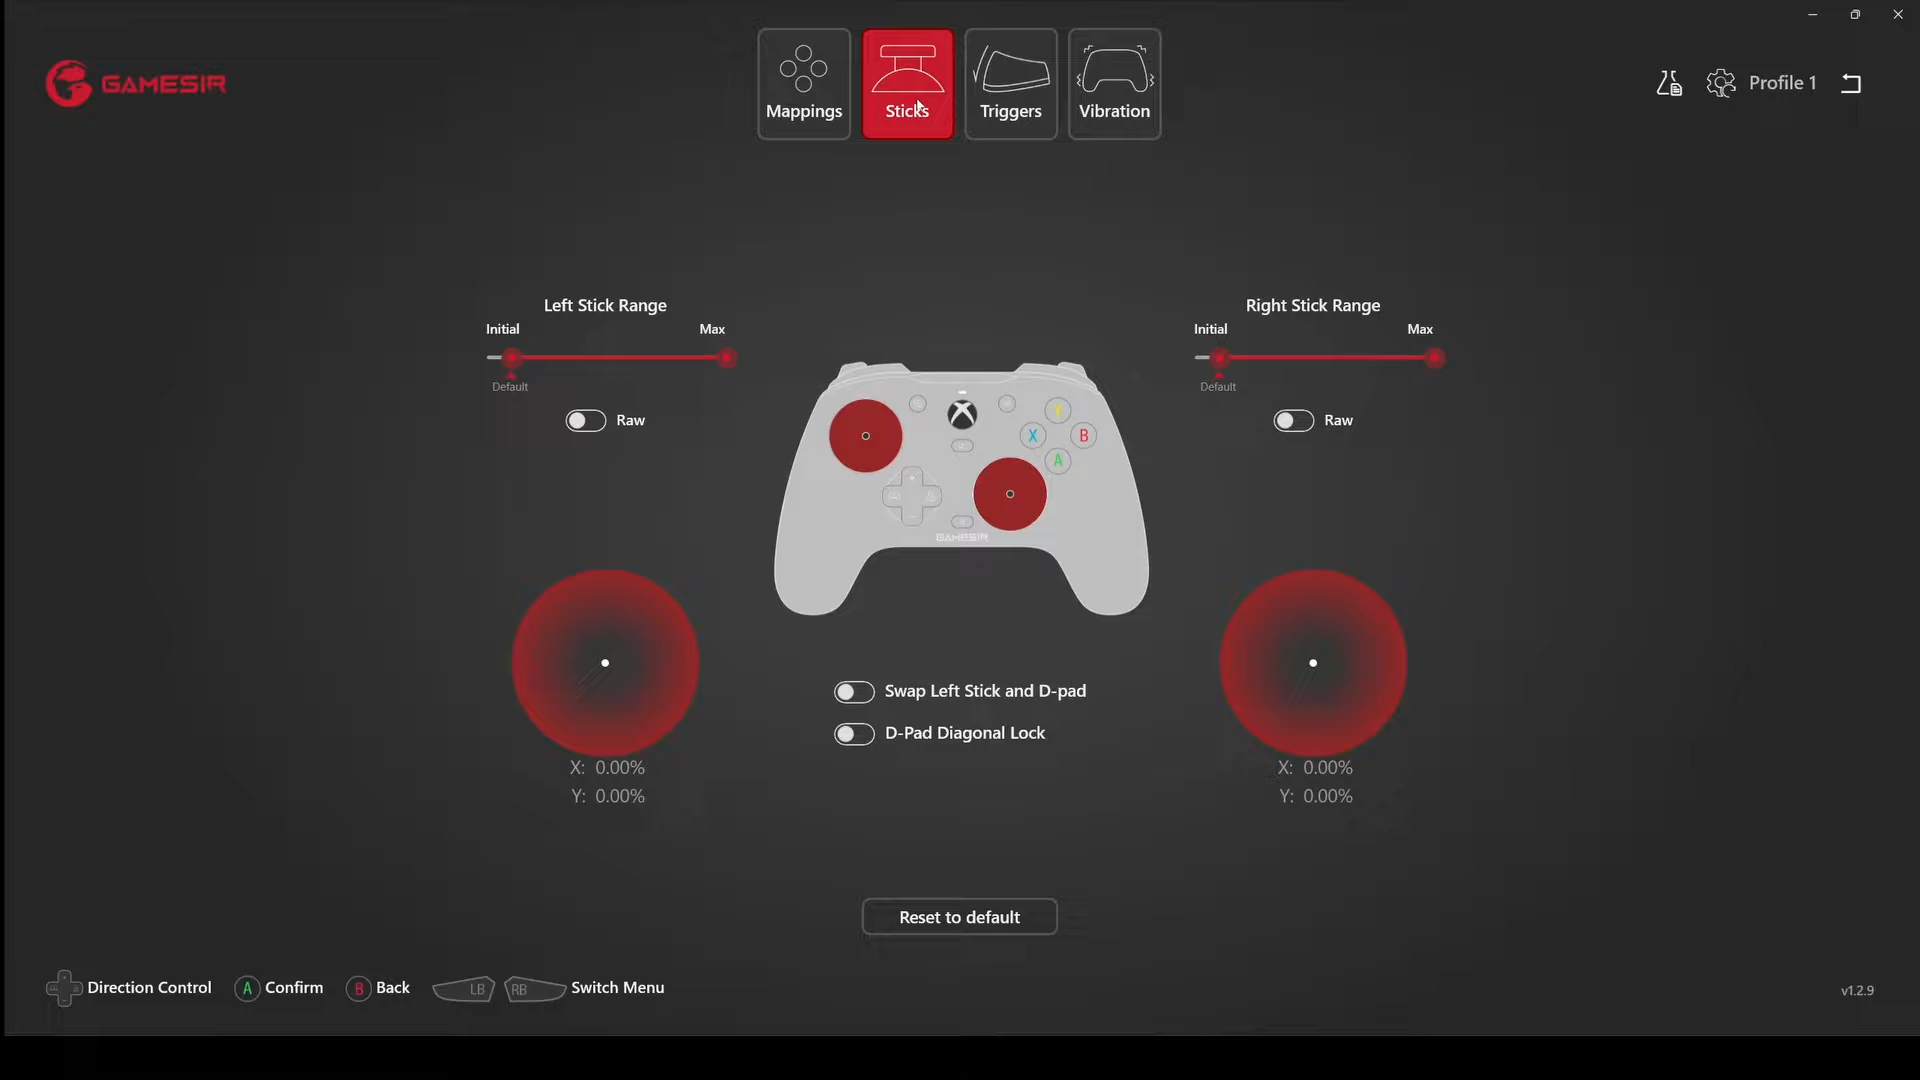 GAMESIR
Mappings
Sticks
Triggers
Vibration
Profile 1
Left Stick Range
Initial
Max
Default
Raw
Right Stick Range
Initial
Max
Default
Raw
Y
X
B
A
GAMESIR
Swap Left Stick and D-pad
D-Pad Diagonal Lock
X: 0.00%
Y: 0.00%
X: 0.00%
Y: 0.00%
Reset to default
Direction Control
A Confirm
B Back
LB RB Switch Menu
v1.2.9